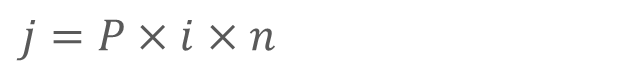 j = P × i × n